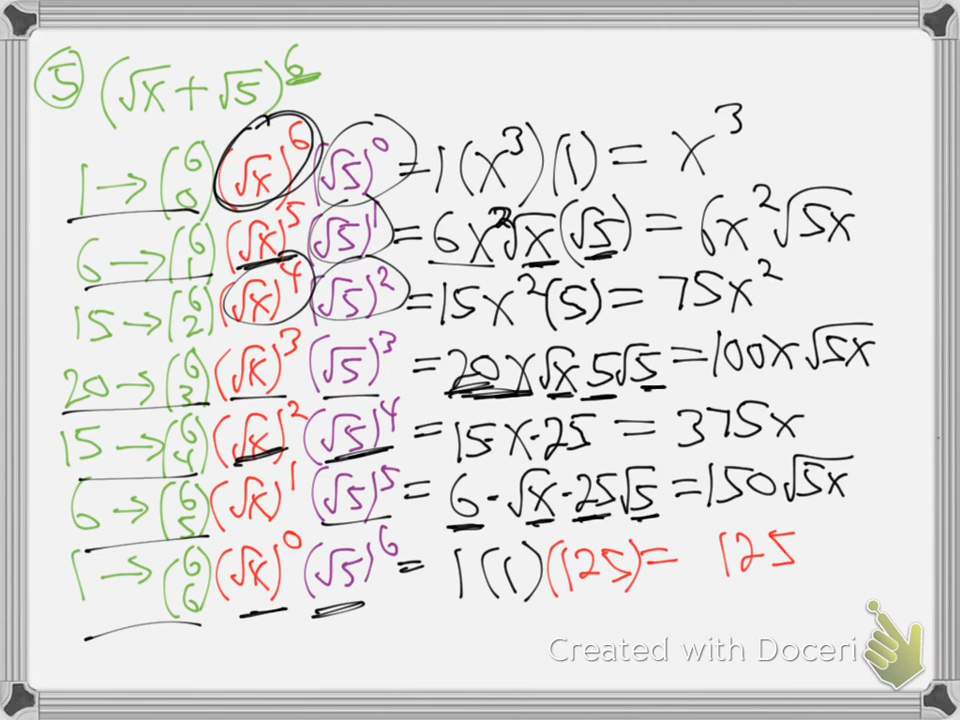 ⑤ (√x + √5)^6
1 → (6 0) (√x)^6 (√5)^0 = 1(x^3)(1) = x^3
6 → (6 1) (√x)^5 (√5)^1 = 6x^2√x(√5) = 6x^2√5x
15 → (6 2) (√x)^4 (√5)^2 = 15x^2(5) = 75x^2
20 → (6 3) (√x)^3 (√5)^3 = 20x√x 5√5 = 100x√5x
15 → (6 4) (√x)^2 (√5)^4 = 15x·25 = 375x
6 → (6 5) (√x)^1 (√5)^5 = 6·√x·25√5 = 150√5x
1 → (6 6) (√x)^0 (√5)^6 = 1(1)(125) = 125
Created with Doceri